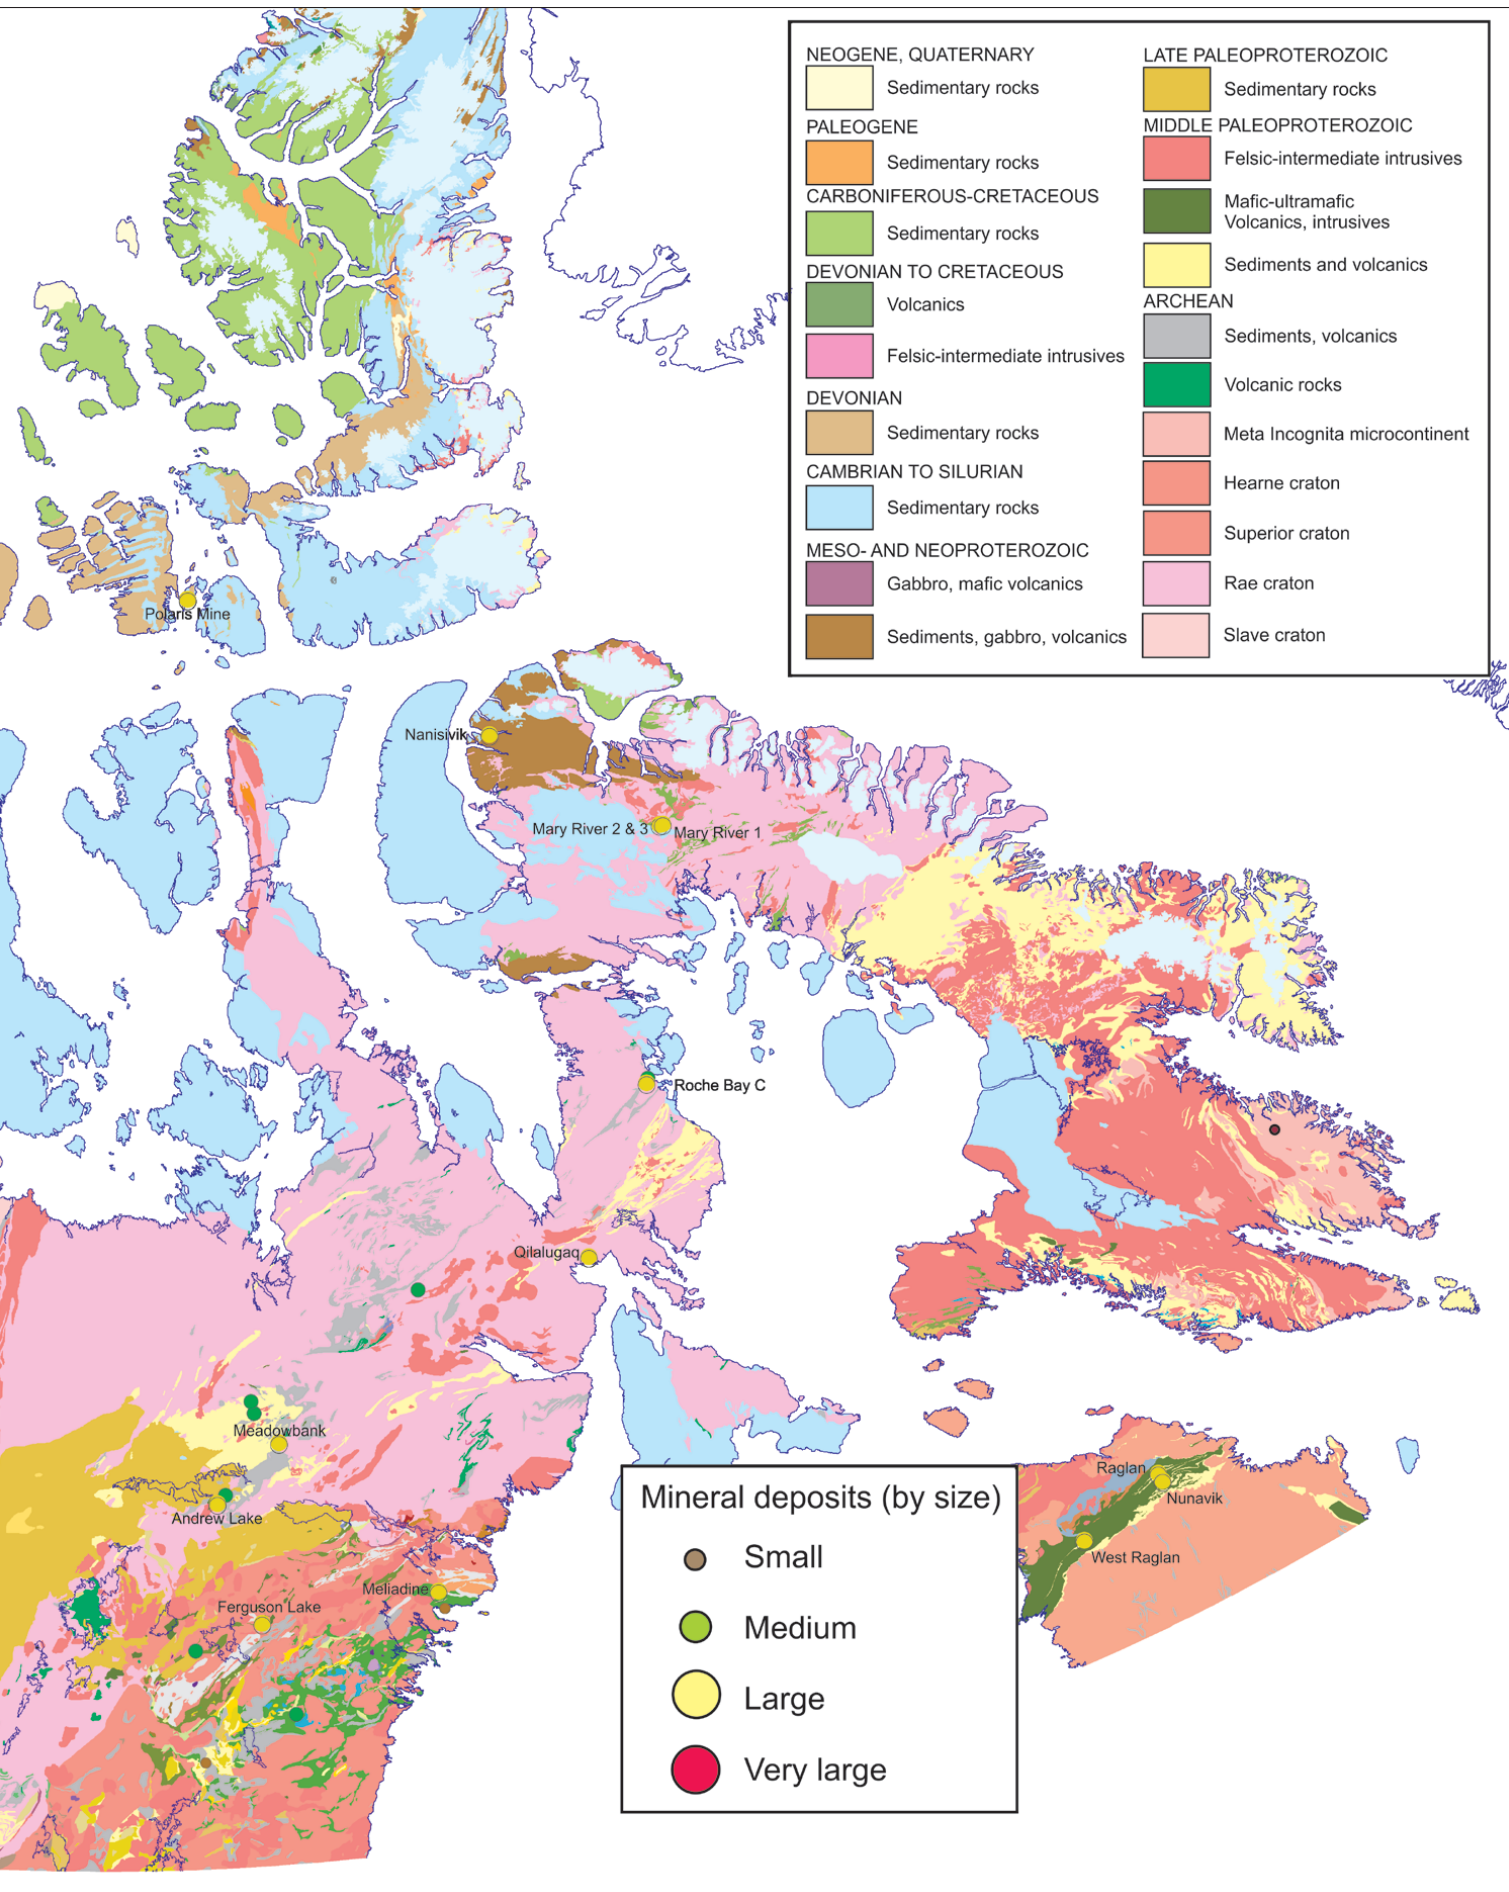 NEOGENE, QUATERNARY
Sedimentary rocks
PALEOGENE
Sedimentary rocks
CARBONIFEROUS-CRETACEOUS
Sedimentary rocks
DEVONIAN TO CRETACEOUS
Volcanics
Felsic-intermediate intrusives
DEVONIAN
Sedimentary rocks
CAMBRIAN TO SILURIAN
Sedimentary rocks
MESO- AND NEOPROTEROZOIC
Gabbro, mafic volcanics
Sediments, gabbro, volcanics
LATE PALEOPROTEROZOIC
Sedimentary rocks
MIDDLE PALEOPROTEROZOIC
Felsic-intermediate intrusives
Mafic-ultramafic
Volcanics, intrusives
Sediments and volcanics
ARCHEAN
Sediments, volcanics
Volcanic rocks
Meta Incognita microcontinent
Hearne craton
Superior craton
Rae craton
Slave craton
Polaris Mine
Nanisivik
Mary River 2 & 3
Mary River 1
Roche Bay C
Qilalugaq
Meadowbank
Andrew Lake
Meliadine
Ferguson Lake
Raglan
Nunavik
West Raglan
Mineral deposits (by size)
Small
Medium
Large
Very large